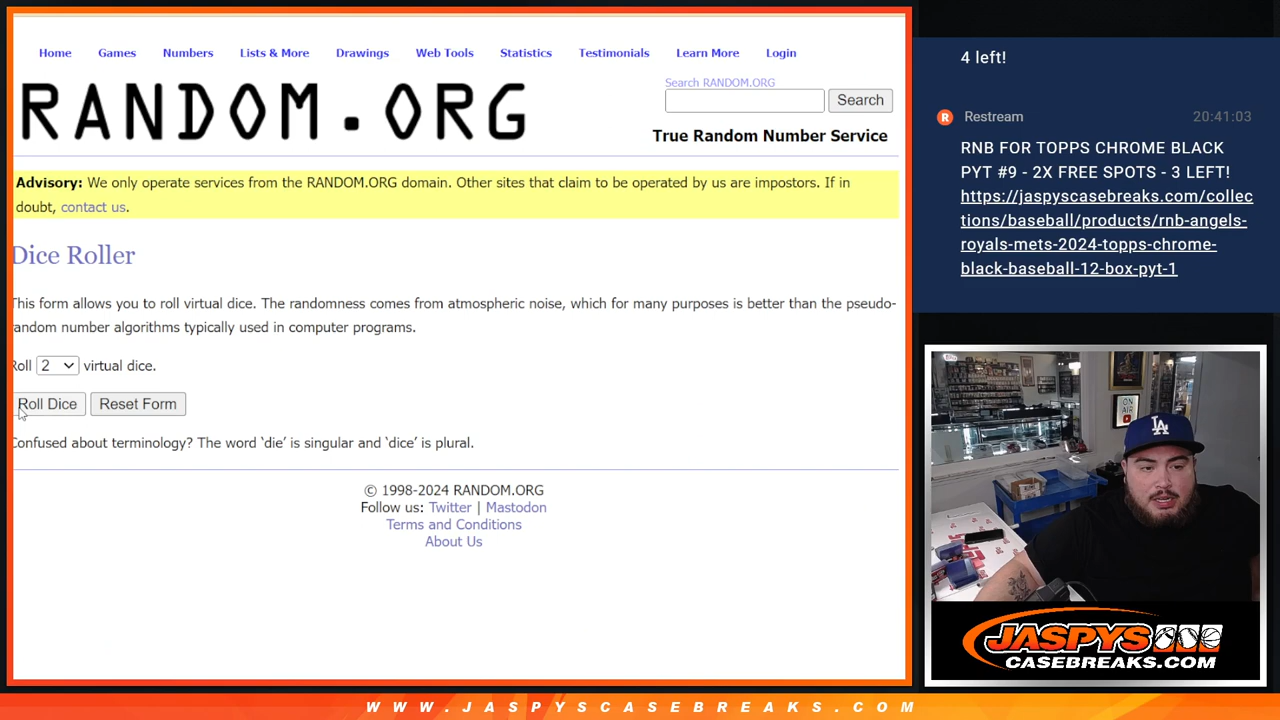 Home Games Numbers Lists & More Drawings Web Tools Statistics Testimonials Learn More Login
RANDOM.ORG
Search RANDOM.ORG
Search
True Random Number Service
Advisory: We only operate services from the RANDOM.ORG domain. Other sites that claim to be operated by us are impostors. If in
doubt, contact us.
Dice Roller
This form allows you to roll virtual dice. The randomness comes from atmospheric noise, which for many purposes is better than the pseudo-
random number algorithms typically used in computer programs.
Roll 2 virtual dice.
Roll Dice Reset Form
Confused about terminology? The word ‘die’ is singular and ‘dice’ is plural.
© 1998-2024 RANDOM.ORG
Follow us: Twitter | Mastodon
Terms and Conditions
About Us
4 left!
R Restream 20:41:03
RNB FOR TOPPS CHROME BLACK
PYT #9 - 2X FREE SPOTS - 3 LEFT!
https://jaspyscasebreaks.com/collec
tions/baseball/products/rnb-angels-
royals-mets-2024-topps-chrome-
black-baseball-12-box-pyt-1
ON
AIR
LA
JASPYS
CASEBREAKS.COM
WWW.JASPYSCASEBREAKS.COM